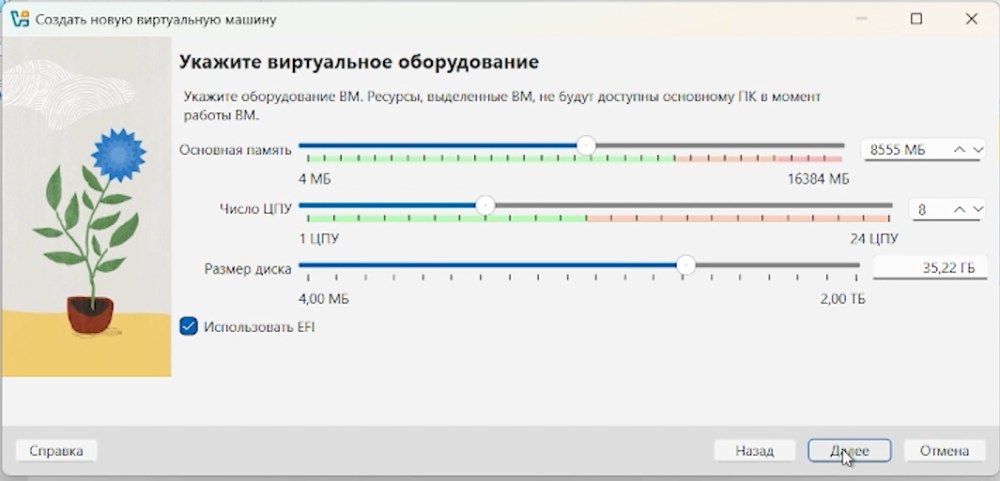 Создать новую виртуальную машину
Укажите виртуальное оборудование
Укажите оборудование ВМ. Ресурсы, выделенные ВМ, не будут доступны основному ПК в момент
работы ВМ.
Основная память
8555 МБ
4 МБ
16384 МБ
Число ЦПУ
8
1 ЦПУ
24 ЦПУ
Размер диска
35,22 ГБ
4,00 МБ
2,00 ТБ
Использовать EFI
Справка
Назад
Далее
Отмена